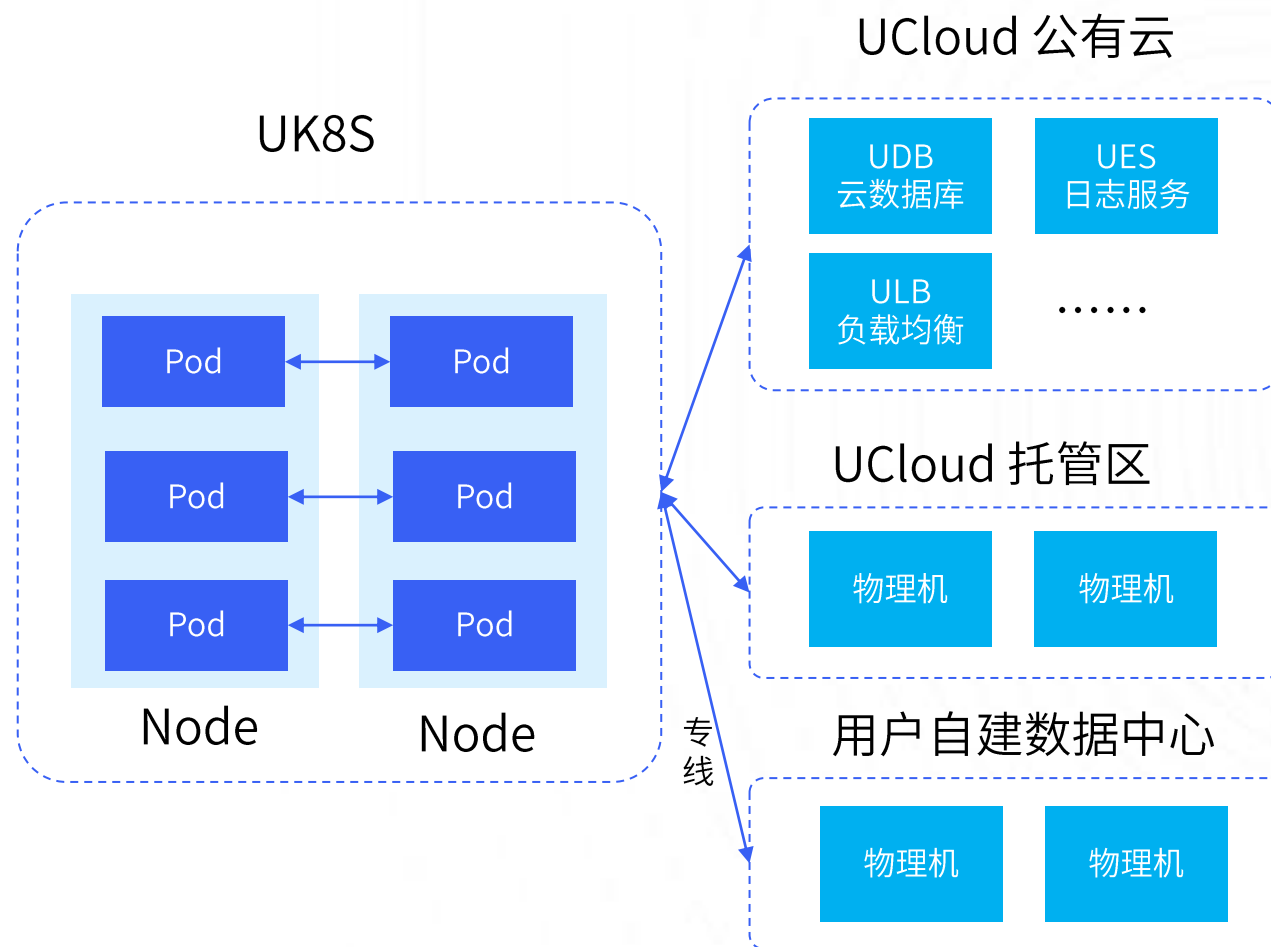 UK8S
Pod
Pod
Pod
Pod
Pod
Pod
Node
Node
专
线
UCloud 公有云
UDB
云数据库
UES
日志服务
ULB
负载均衡
······
UCloud 托管区
物理机
物理机
用户自建数据中心
物理机
物理机